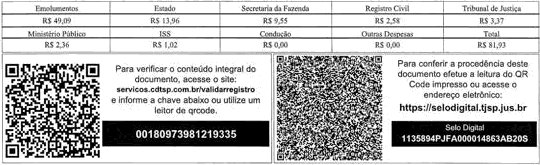 Emolumentos Estado Secretaria da Fazenda Registro Civil Tribunal de Justiça
R$ 49,09 R$ 13,96 R$ 9,55 R$ 2,58 R$ 3,37
Ministério Público ISS Condução Outras Despesas Total
R$ 2,36 R$ 1,02 R$ 0,00 R$ 0,00 R$ 81,93
Para verificar o conteúdo integral do
documento, acesse o site:
servicos.cdtsp.com.br/validarregistro
e informe a chave abaixo ou utilize um
leitor de qrcode.
00180973981219335
Para conferir a procedência deste
documento efetue a leitura do QR
Code impresso ou acesse o
endereço eletrônico:
https://selodigital.tjsp.jus.br
Selo Digital
1135894PJFA000014863AB20S